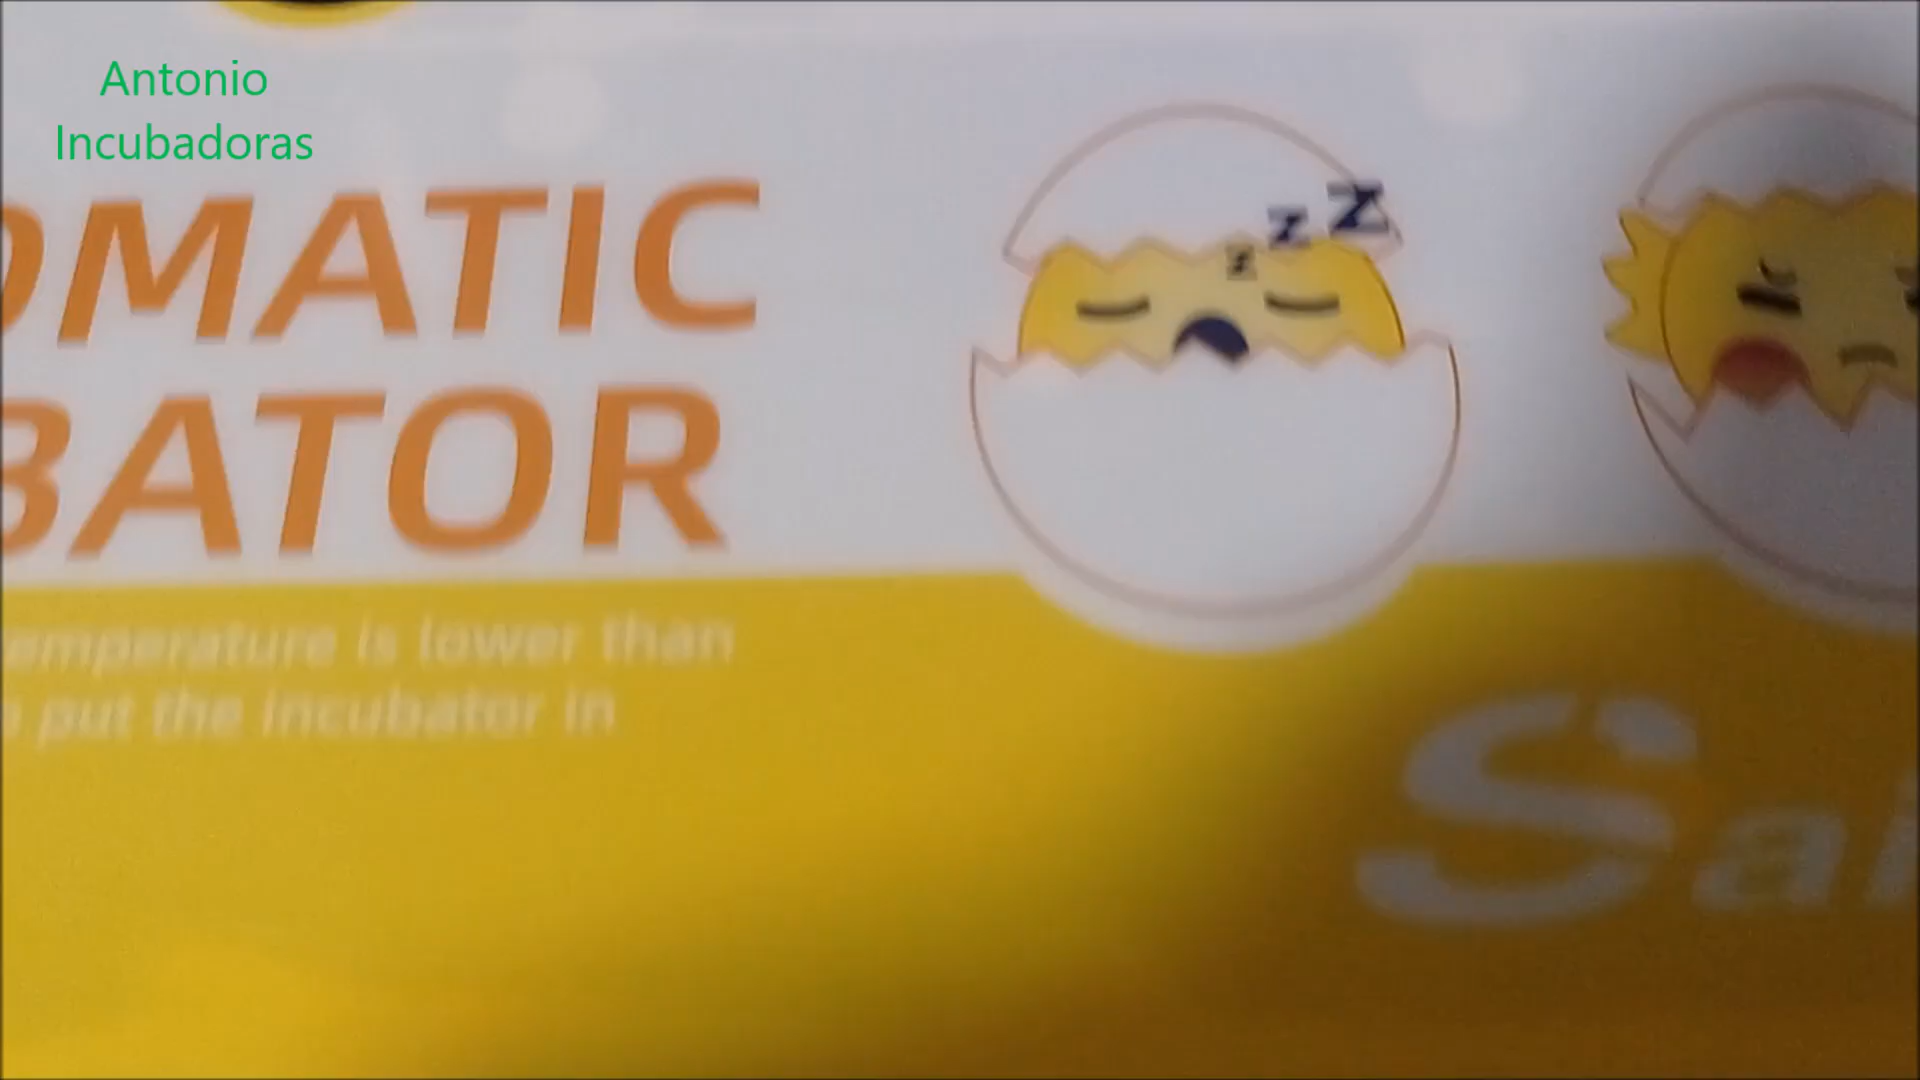 Antonio
Incubadoras
OMATIC
BATOR
emperature is lower than
put the incubator in
z z z
Sa